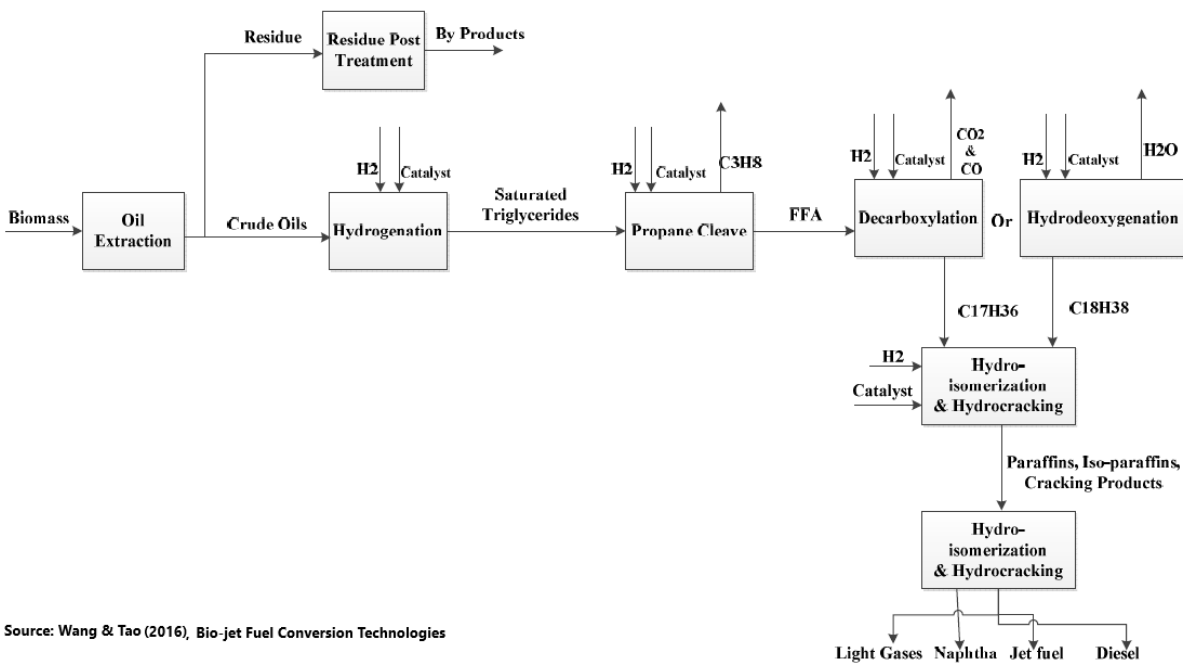 Residue
Residue Post
Treatment
By Products
Biomass
Oil
Extraction
Crude Oils
H2
Catalyst
Hydrogenation
Saturated
Triglycerides
H2
Catalyst
C3H8
Propane Cleave
FFA
H2
Catalyst
CO2
&
CO
Decarboxylation
Or
H2
Catalyst
H2O
Hydrodeoxygenation
C17H36
C18H38
H2
Catalyst
Hydro-
isomerization
& Hydrocracking
Paraffins, Iso-paraffins,
Cracking Products
Hydro-
isomerization
& Hydrocracking
Light Gases
Naphtha
Jet fuel
Diesel
Source: Wang & Tao (2016), Bio-jet Fuel Conversion Technologies